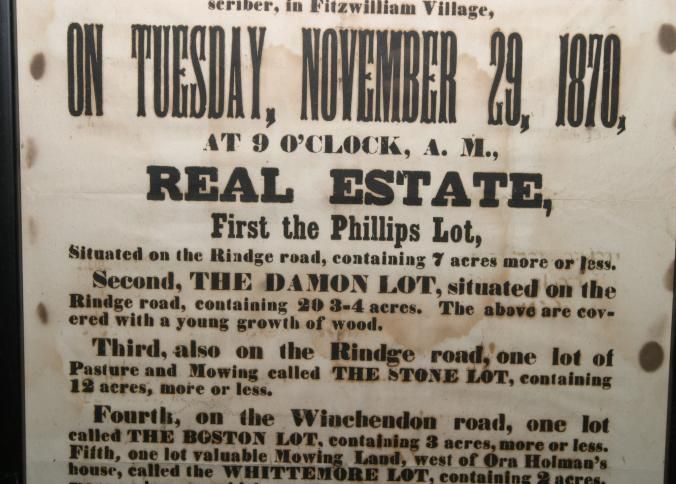 scriber, in Fitzwilliam Village,
ON TUESDAY, NOVEMBER 29, 1870,
AT 9 O'CLOCK, A. M.,
REAL ESTATE,
First the Phillips Lot,
Situated on the Rindge road, containing 7 acres more or less.
Second, THE DAMON LOT, situated on the
Rindge road, containing 20 3-4 acres. The above are cov-
ered with a young growth of wood.
Third, also on the Rindge road, one lot of
Pasture and Mowing called THE STONE LOT, containing
12 acres, more or less.
Fourth, on the Winchendon road, one lot
called THE BOSTON LOT, containing 3 acres, more or less.
Fifth, one lot valuable Mowing Land, west of Ora Holman's
house, called the WHITTEMORE LOT, containing 2 acres.